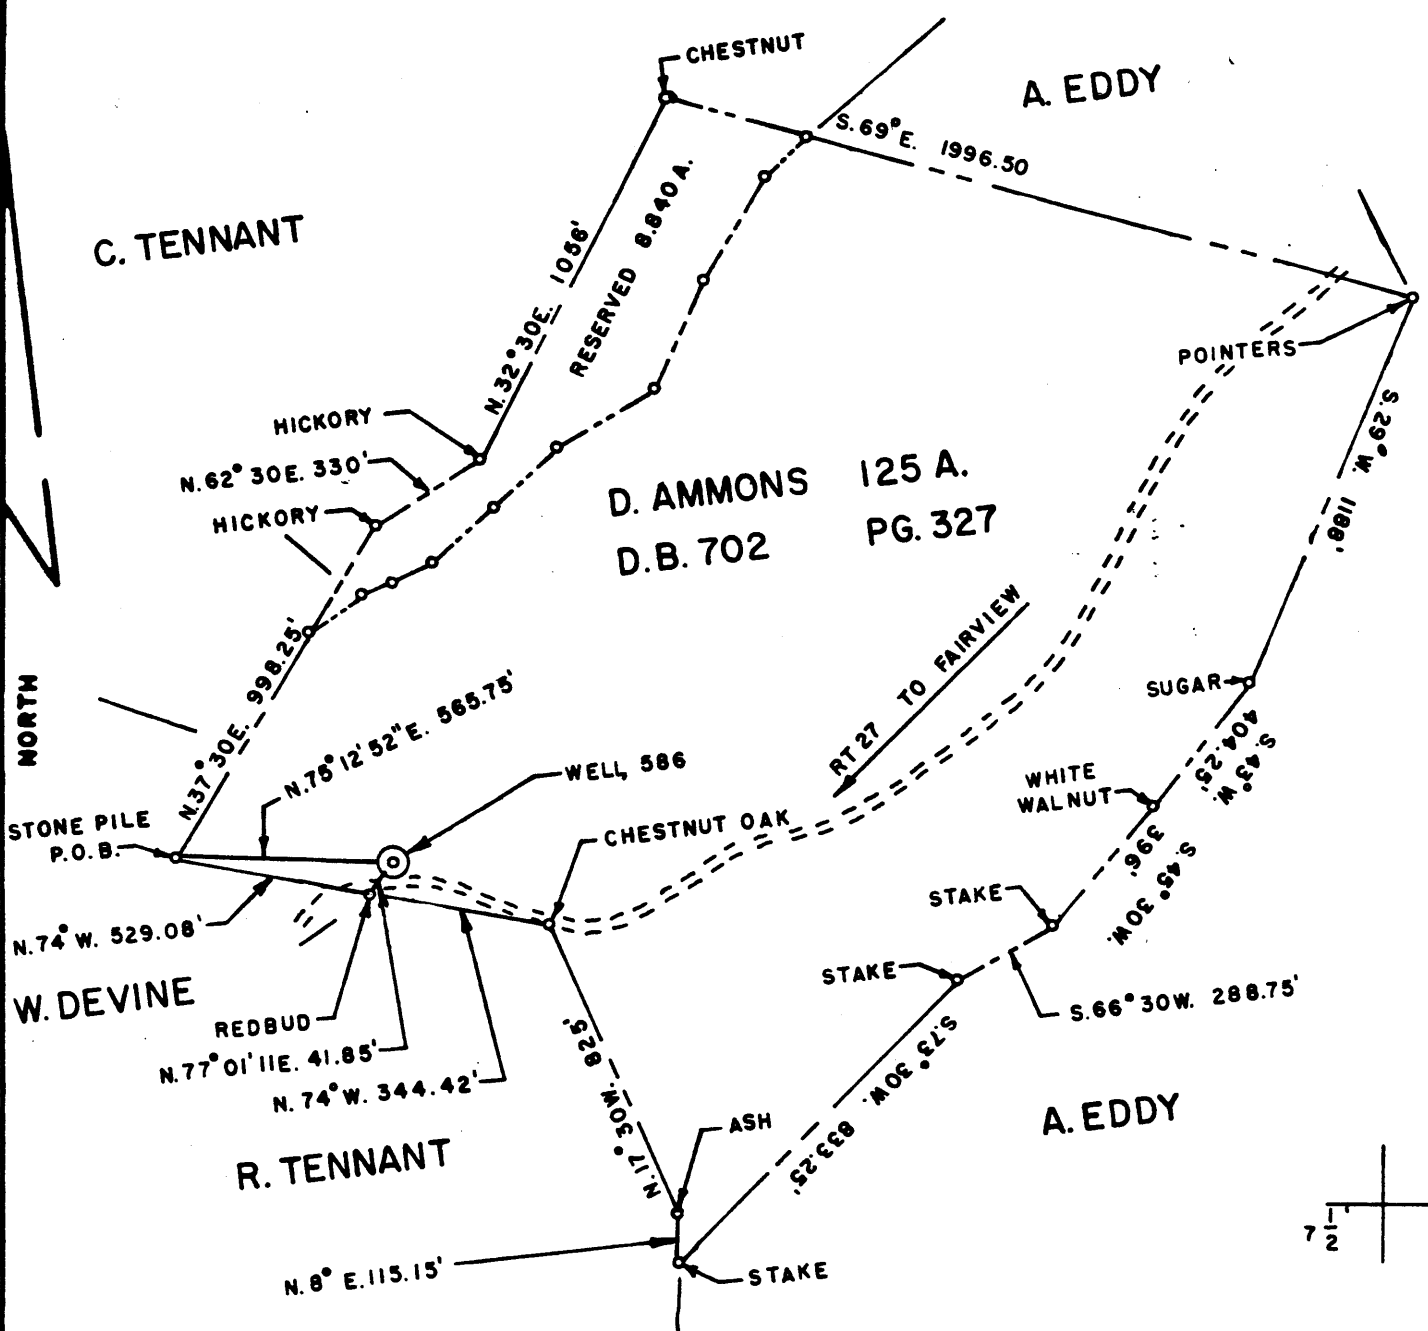 CHESTNUT
A. EDDY
S. 69° E. 1996.50
C. TENNANT
N. 32° 30E. 1056'
RESERVED 8.840 A.
POINTERS
HICKORY
N. 62° 30E. 330'
HICKORY
S. 29° W. 1188'
D. AMMONS 125 A.
D.B. 702 PG. 327
RT 27 TO FAIRVIEW
N. 37° 30E. 998.25'
NORTH
N. 75° 12' 52" E. 565.75'
SUGAR
S. 43° W.
404.25'
WELL, 586
WHITE
WALNUT
STONE PILE
P.O.B.
CHESTNUT OAK
S. 45° 30W.
396'
STAKE
N. 74° W. 529.08'
STAKE
S. 66° 30W. 288.75'
W. DEVINE
REDBUD
N. 77° 01' 11E. 41.85'
N. 74° W. 344.42'
N. 17° 30W. 825'
S. 73° 30W. 833.25'
ASH
A. EDDY
R. TENNANT
N. 8° E. 115.15'
STAKE
7 1/2'